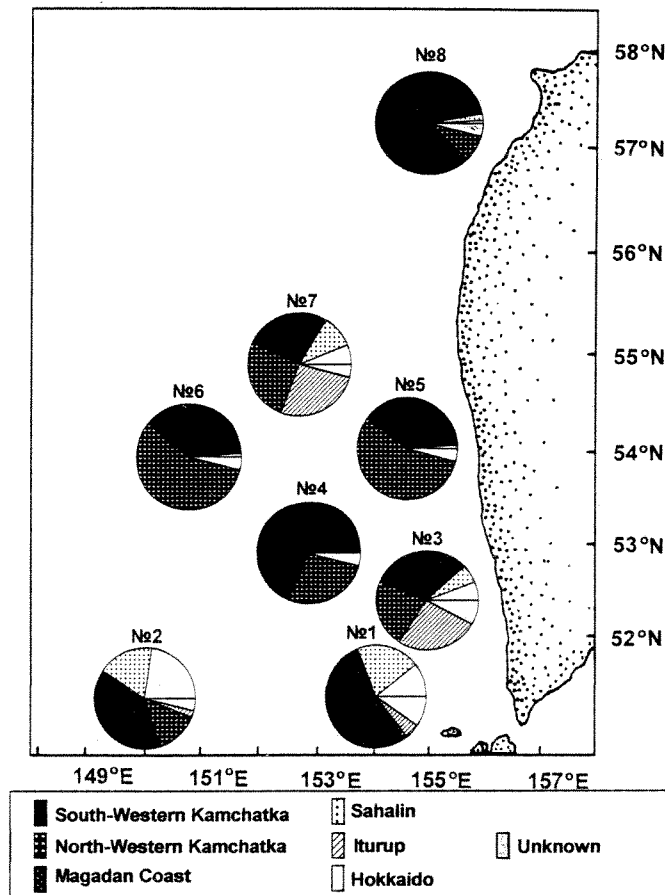 №8
58°N
57°N
56°N
№7
55°N
№6
№5
54°N
№4
53°N
№3
52°N
№2
№1
149°E 151°E 153°E 155°E 157°E
South-Western Kamchatka
Sahalin
North-Western Kamchatka
Iturup
Unknown
Magadan Coast
Hokkaido